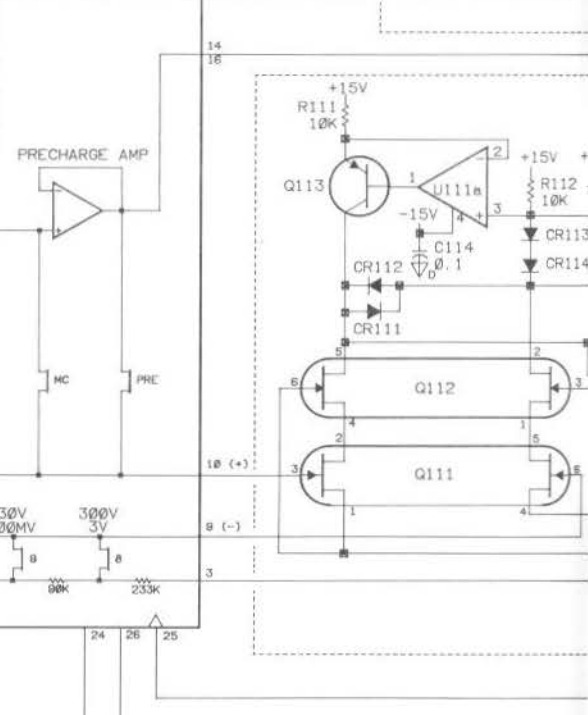 14
16
+15V
R111
10K
PRECHARGE AMP
2
1
U111a
Q113
+15V
R112
10K
3
4
-15V
CR113
C114
0.1
D
CR114
CR112
CR111
5
2
MC
PRE
6
Q112
3
4
1
2
5
10 (+)
3
Q111
6
1
4
30V
00MV
300V
3V
9 (-)
8
3
90K
233K
24
26
25